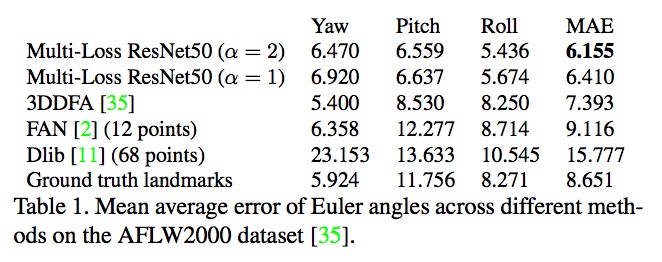 Yaw Pitch Roll MAE
Multi-Loss ResNet50 (α = 2) 6.470 6.559 5.436 6.155
Multi-Loss ResNet50 (α = 1) 6.920 6.637 5.674 6.410
3DDFA [35] 5.400 8.530 8.250 7.393
FAN [2] (12 points) 6.358 12.277 8.714 9.116
Dlib [11] (68 points) 23.153 13.633 10.545 15.777
Ground truth landmarks 5.924 11.756 8.271 8.651
Table 1. Mean average error of Euler angles across different meth-
ods on the AFLW2000 dataset [35].